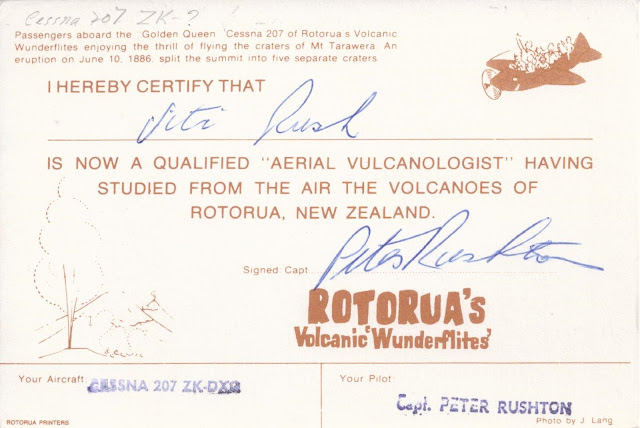 Cessna 207 ZK-?
Passengers aboard the 'Golden Queen' Cessna 207 of Rotorua's Volcanic
Wunderflites enjoying the thrill of flying the craters of Mt Tarawera. An
eruption on June 10, 1886, split the summit into five separate craters.
I HEREBY CERTIFY THAT
Viti Rush
IS NOW A QUALIFIED "AERIAL VULCANOLOGIST" HAVING
STUDIED FROM THE AIR THE VOLCANOES OF
ROTORUA, NEW ZEALAND.
Signed: Capt.
Peter Rushton
ROTORUA'S
Volcanic 'Wunderflites'
Your Aircraft: CESSNA 207
Your Pilot:
Capt. PETER RUSHTON
ROTORUA PRINTERS
Photo by J. Lang